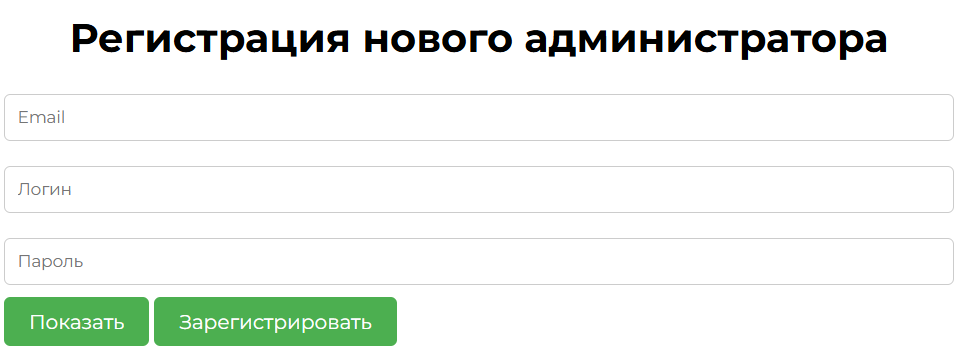 Регистрация нового администратора
Email
Логин
Пароль
Показать Зарегистрировать